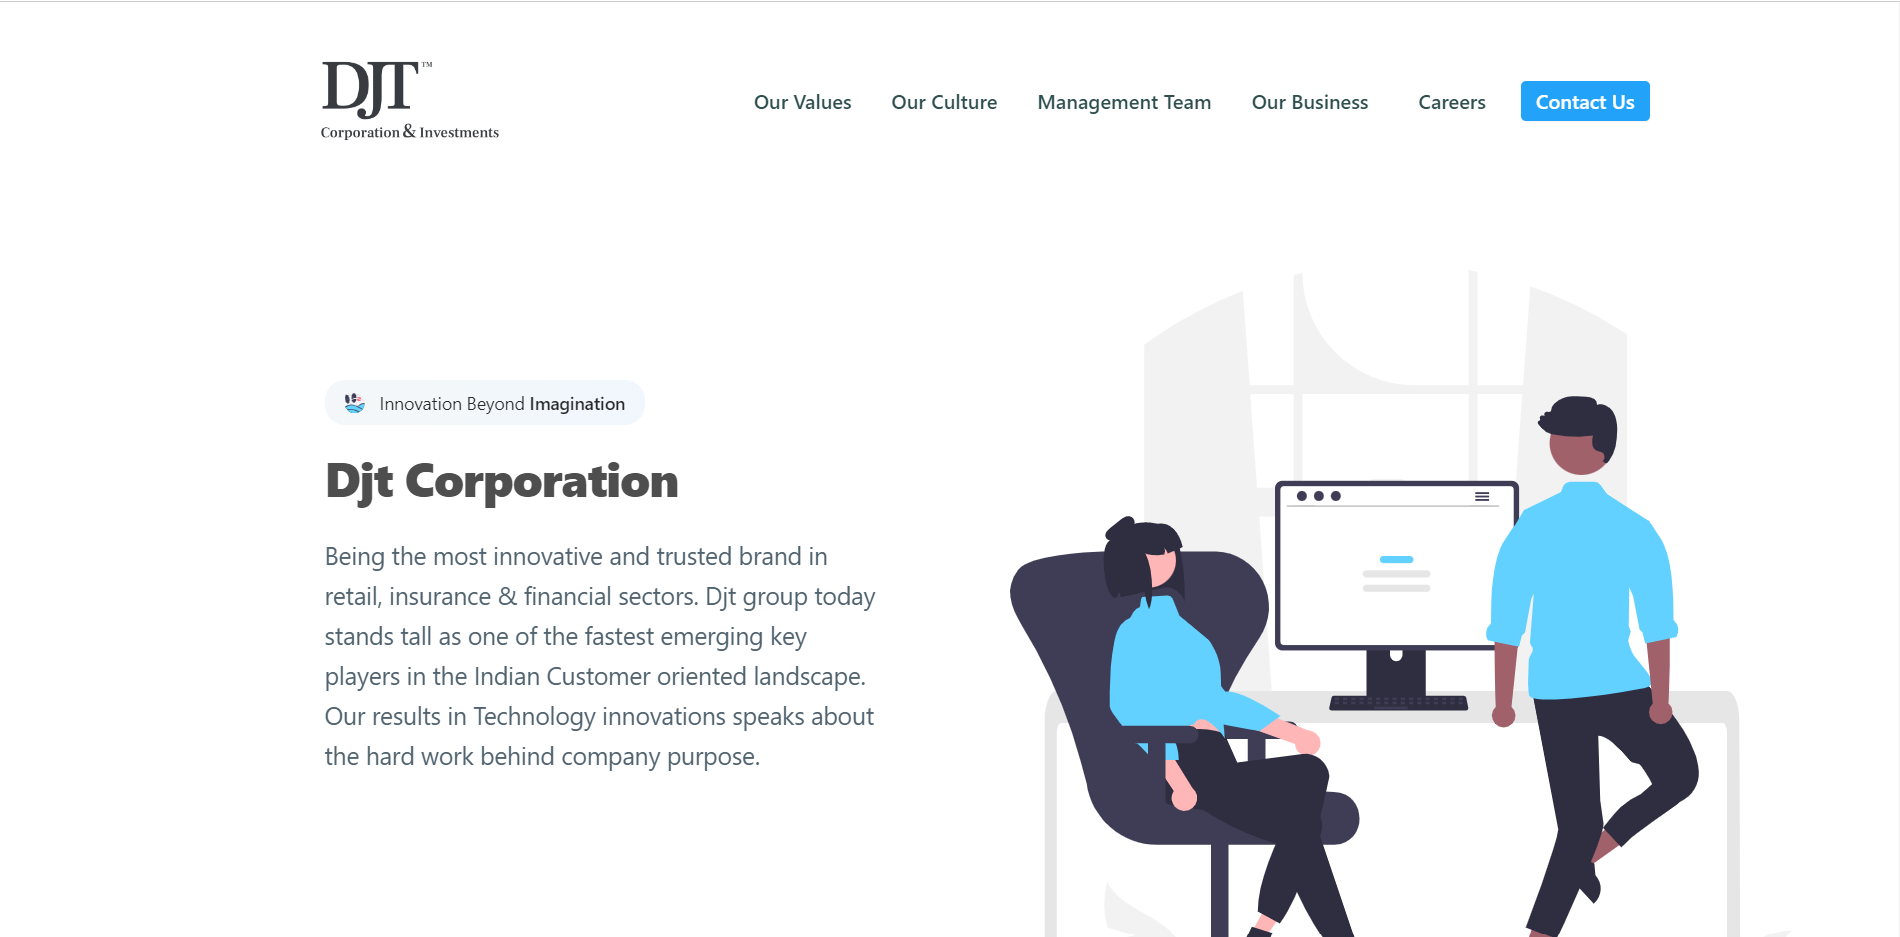 DJT™
Corporation & Investments
Our Values
Our Culture
Management Team
Our Business
Careers
Contact Us
Innovation Beyond Imagination
Djt Corporation
Being the most innovative and trusted brand in
retail, insurance & financial sectors. Djt group today
stands tall as one of the fastest emerging key
players in the Indian Customer oriented landscape.
Our results in Technology innovations speaks about
the hard work behind company purpose.